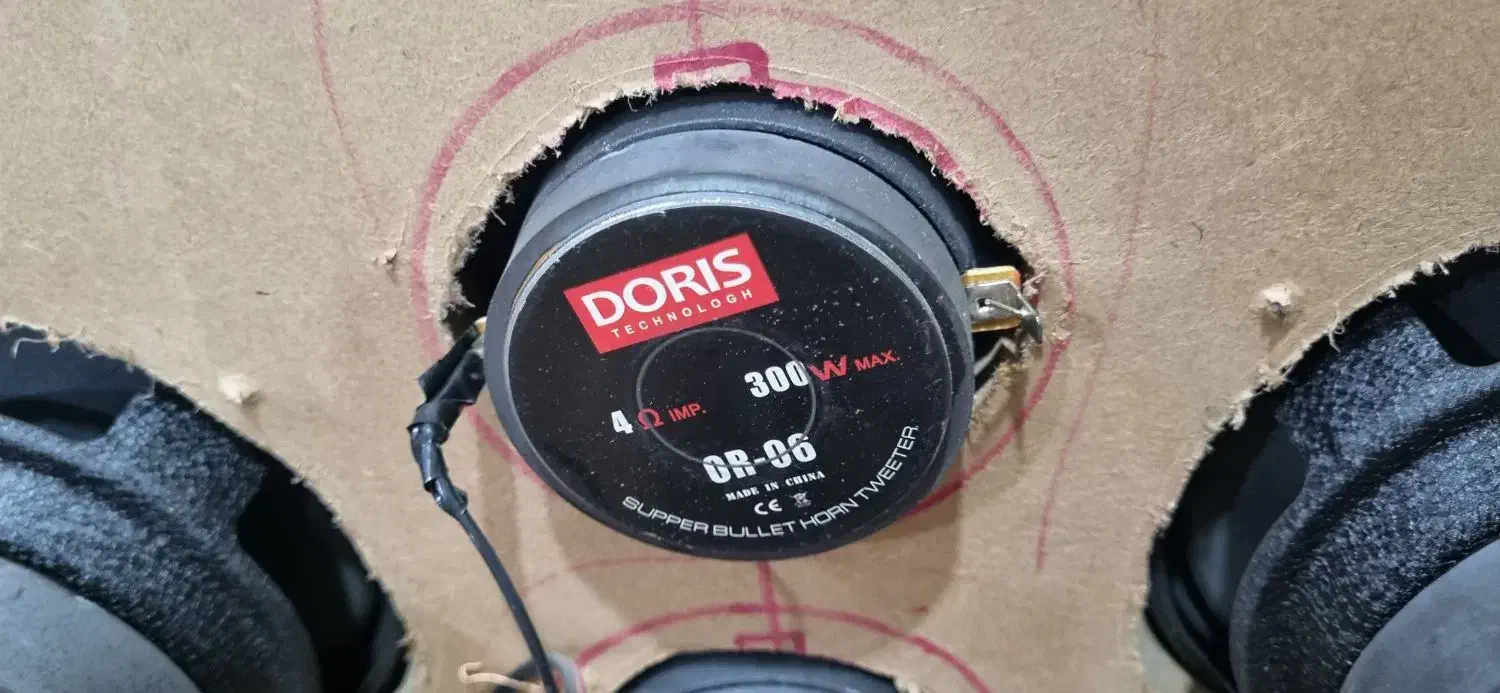 DORIS
TECHNOLOGH
300W MAX.
4 Ω IMP.
OR-06
MADE IN CHINA
CE
SUPPER BULLET HORN TWEETER.